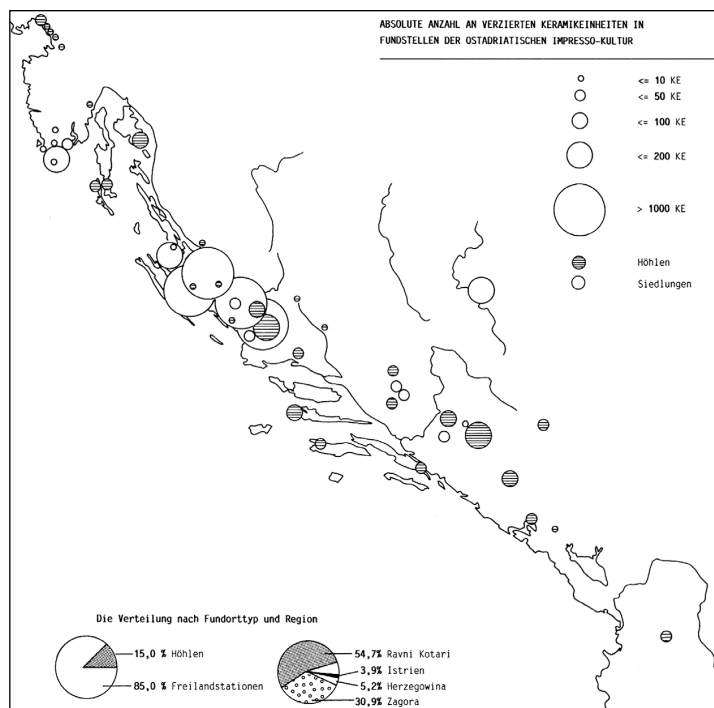 ABSOLUTE ANZAHL AN VERZIERTEN KERAMIKEINHEITEN IN
FUNDSTELLEN DER OSTADRIATISCHEN IMPRESSO-KULTUR
<= 10 KE
<= 50 KE
<= 100 KE
<= 200 KE
> 1000 KE
Höhlen
Siedlungen
Die Verteilung nach Fundorttyp und Region
15,0 % Höhlen
85,0 % Freilandstationen
54,7% Ravni Kotari
3,9% Istrien
5,2% Herzegowina
30,9% Zagora